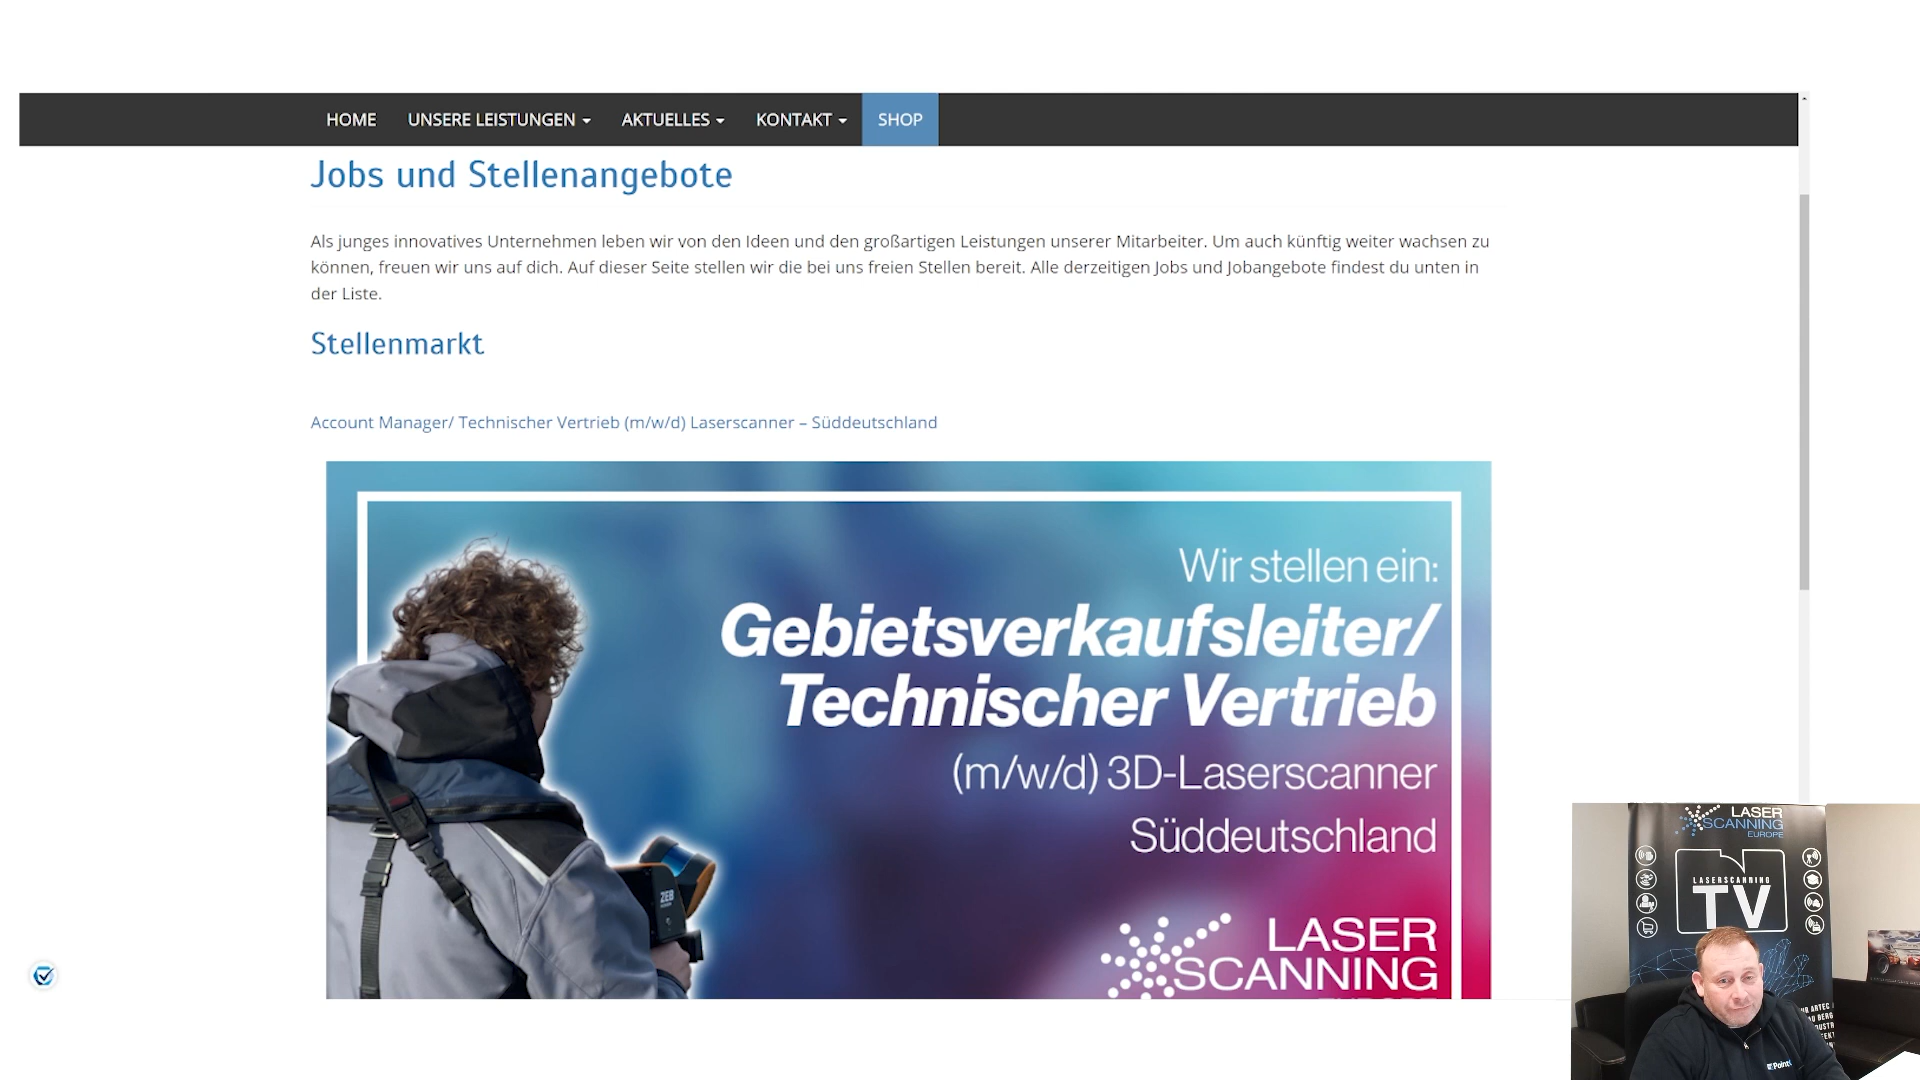 HOME UNSERE LEISTUNGEN AKTUELLES KONTAKT SHOP
Jobs und Stellenangebote
Als junges innovatives Unternehmen leben wir von den Ideen und den großartigen Leistungen unserer Mitarbeiter. Um auch künftig weiter wachsen zu
können, freuen wir uns auf dich. Auf dieser Seite stellen wir die bei uns freien Stellen bereit. Alle derzeitigen Jobs und Jobangebote findest du unten in
der Liste.
Stellenmarkt
Account Manager/ Technischer Vertrieb (m/w/d) Laserscanner – Süddeutschland
Wir stellen ein:
Gebietsverkaufsleiter/
Technischer Vertrieb
(m/w/d) 3D-Laserscanner
Süddeutschland
ZEB
LASER
SCANNING
LASER
SCANNING
EUROPE
LASERSCANNING
TV